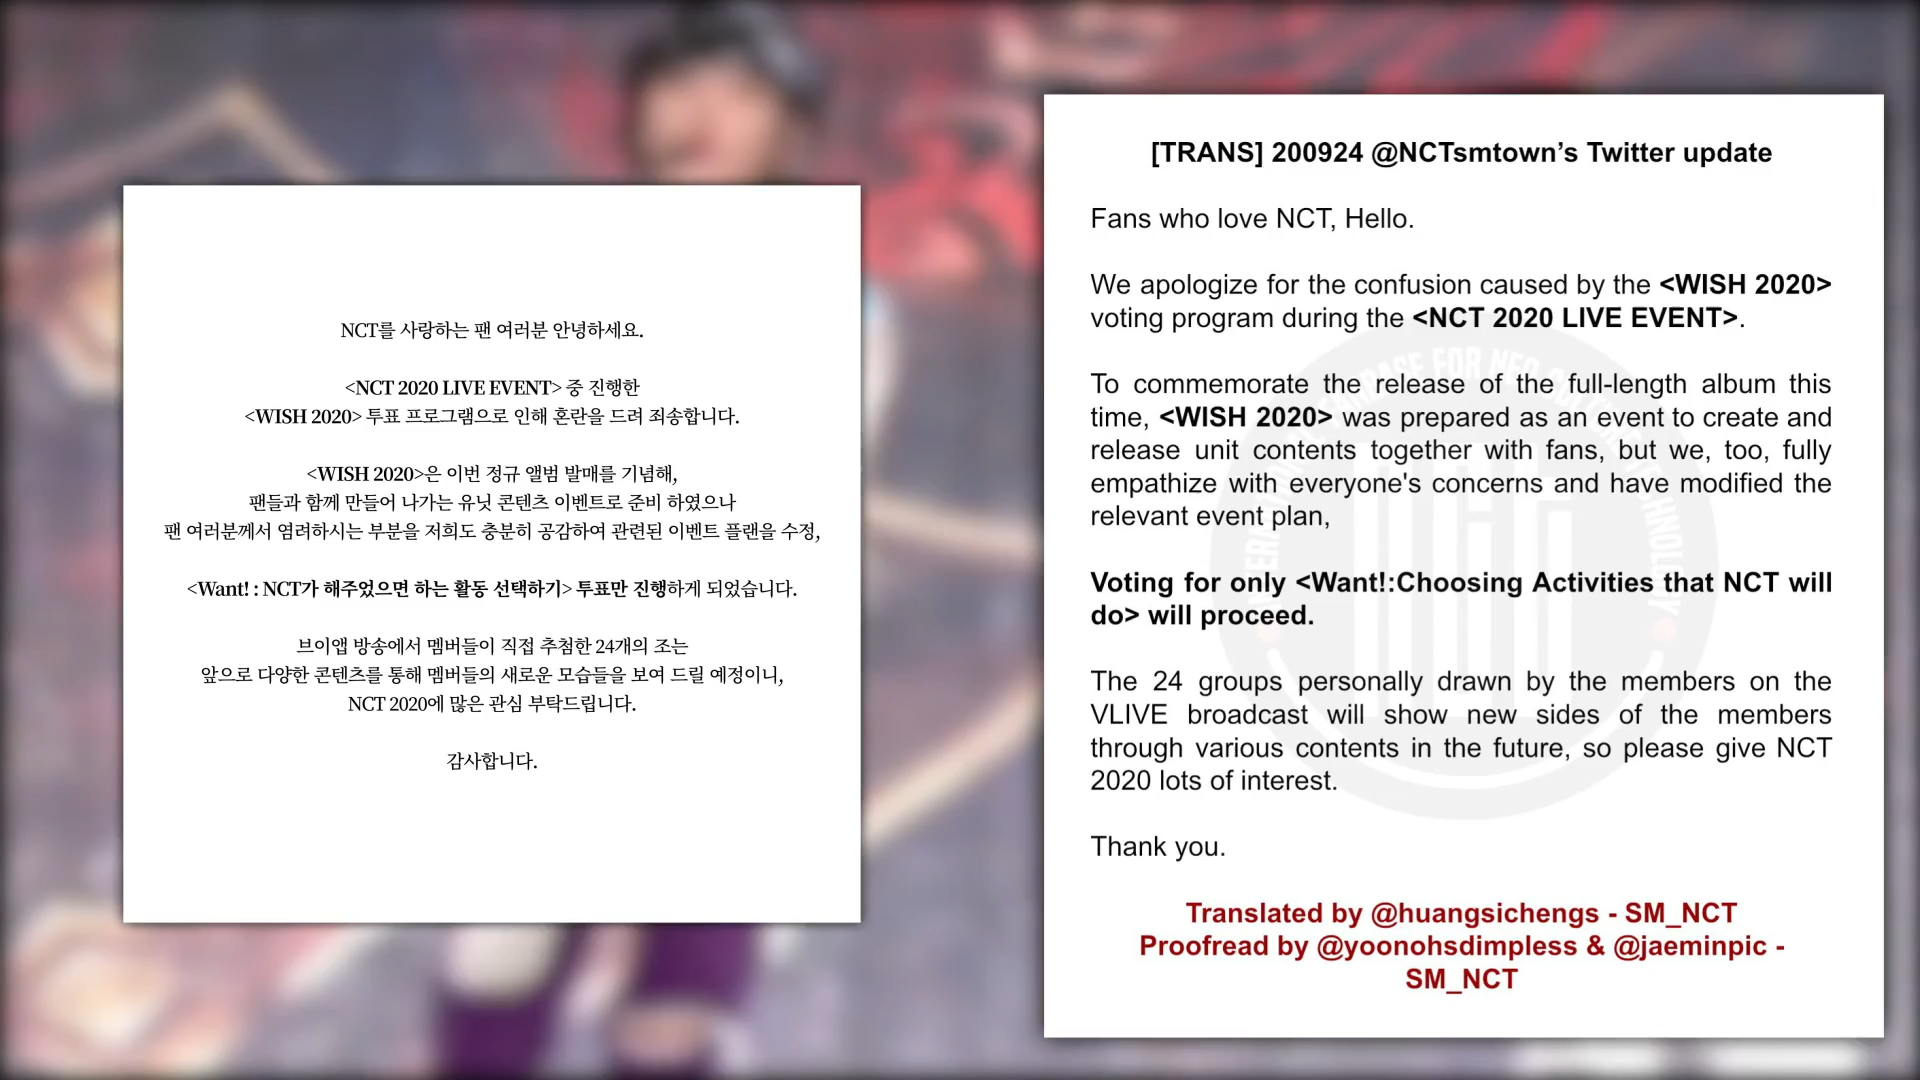 NCT를 사랑하는 팬 여러분 안녕하세요.
<NCT 2020 LIVE EVENT> 중 진행한
<WISH 2020> 투표 프로그램으로 인해 혼란을 드려 죄송합니다.
<WISH 2020>은 이번 정규 앨범 발매를 기념해,
팬들과 함께 만들어 나가는 유닛 콘텐츠 이벤트로 준비 하였으나
팬 여러분께서 염려하시는 부분을 저희도 충분히 공감하여 관련된 이벤트 플랜을 수정,
<Want! : NCT가 해주었으면 하는 활동 선택하기> 투표만 진행하게 되었습니다.
브이앱 방송에서 멤버들이 직접 추첨한 24개의 조는
앞으로 다양한 콘텐츠를 통해 멤버들의 새로운 모습들을 보여 드릴 예정이니,
NCT 2020에 많은 관심 부탁드립니다.
감사합니다.
[TRANS] 200924 @NCTsmtown’s Twitter update
Fans who love NCT, Hello.
We apologize for the confusion caused by the <WISH 2020>
voting program during the <NCT 2020 LIVE EVENT>.
To commemorate the release of the full-length album this
time, <WISH 2020> was prepared as an event to create and
release unit contents together with fans, but we, too, fully
empathize with everyone's concerns and have modified the
relevant event plan,
Voting for only <Want!:Choosing Activities that NCT will
do> will proceed.
The 24 groups personally drawn by the members on the
VLIVE broadcast will show new sides of the members
through various contents in the future, so please give NCT
2020 lots of interest.
Thank you.
Translated by @huangsichengs - SM_NCT
Proofread by @yoonohsdimpless & @jaeminpic -
SM_NCT